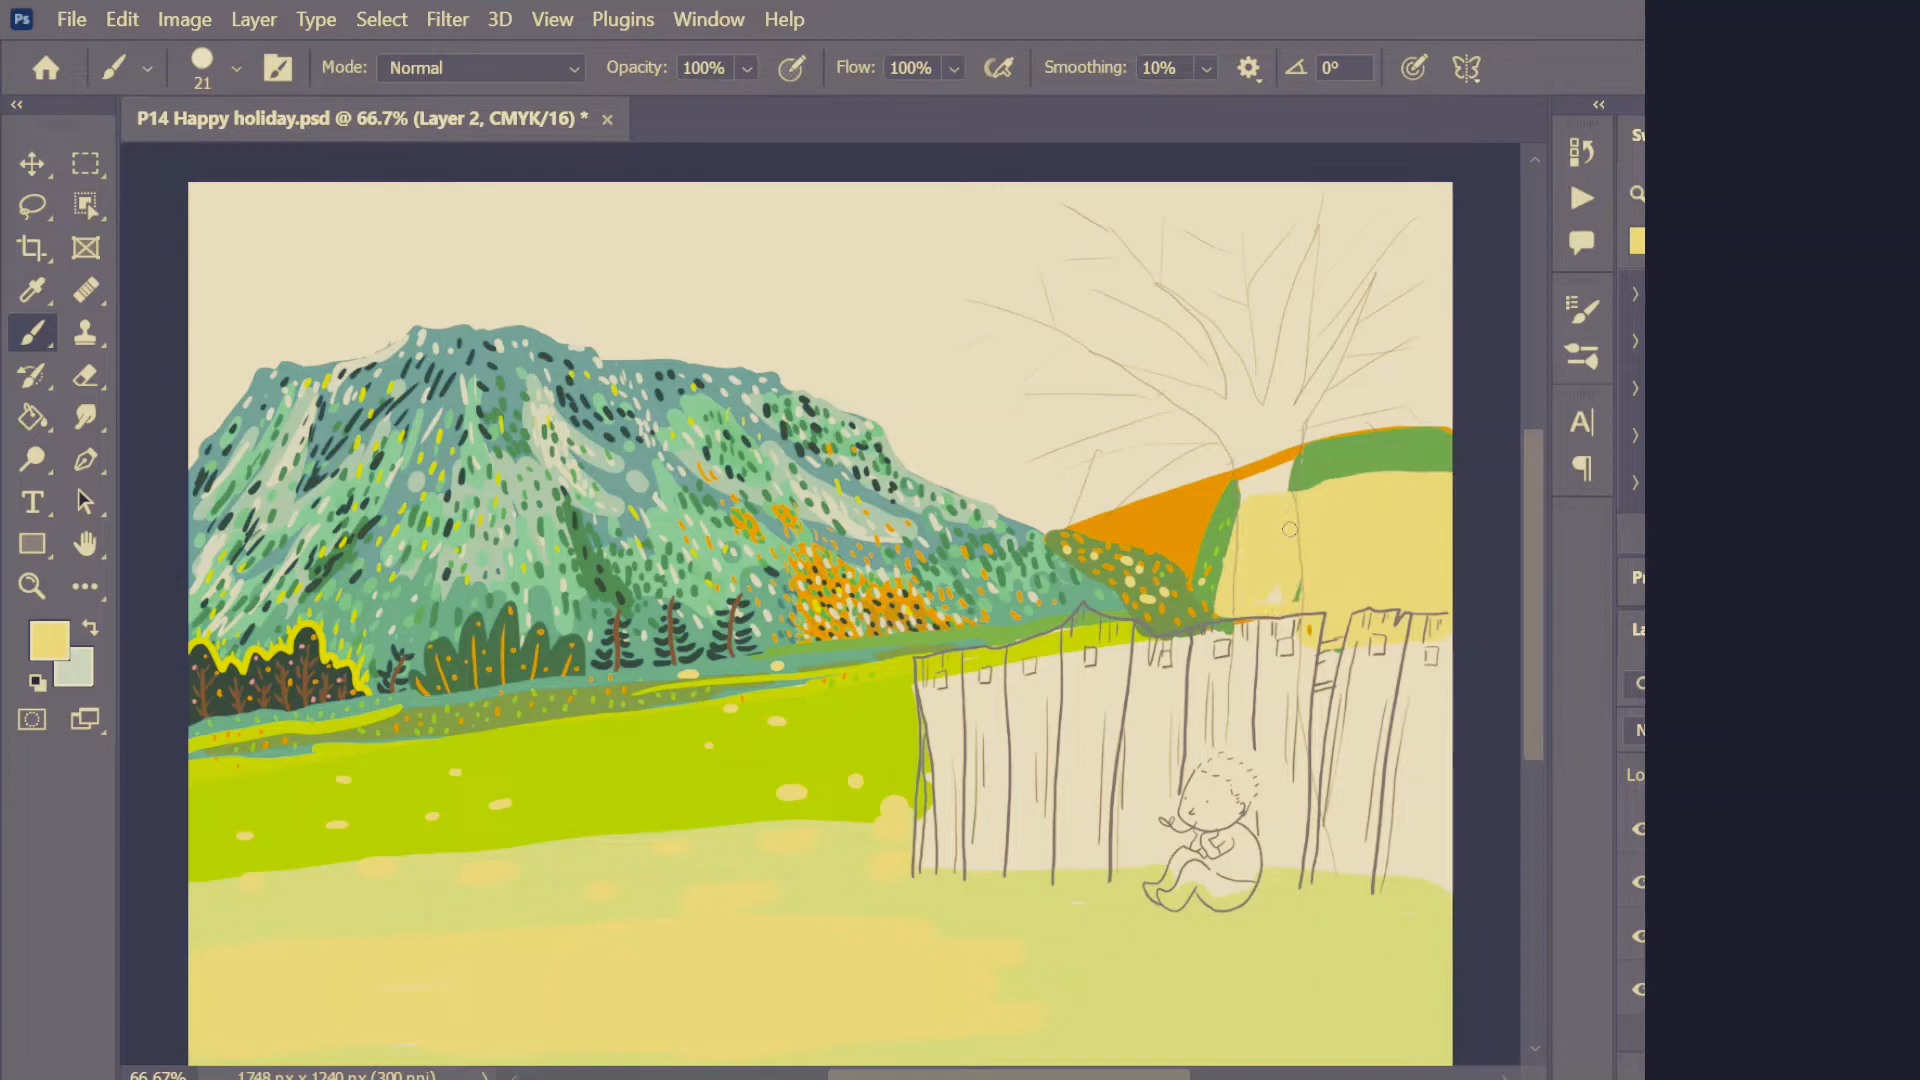 Ps File Edit Image Layer Type Select Filter 3D View Plugins Window Help
21 Mode: Normal Opacity: 100% Flow: 100% Smoothing: 10% 0°
P14 Happy holiday.psd @ 66.7% (Layer 2, CMYK/16) * ×
66.67% 1748 px x 1240 px (300 ppi)